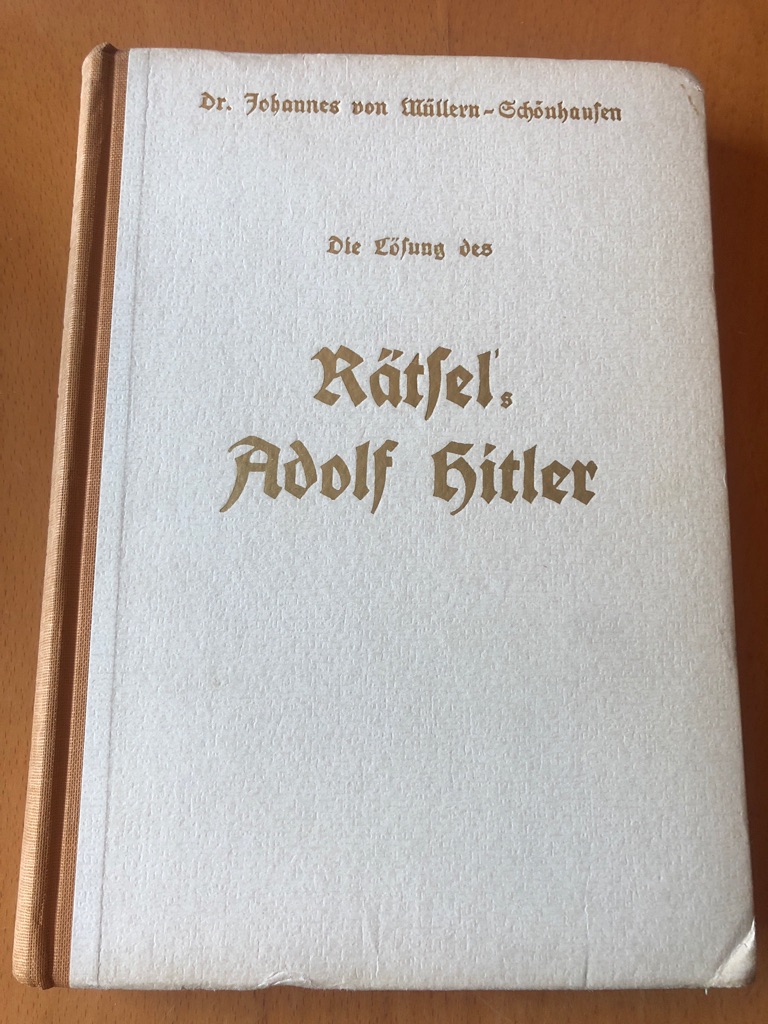 Dr. Johannes von Müllern-Schönhausen
Die Lösung des
Rätsel's
Adolf Hitler